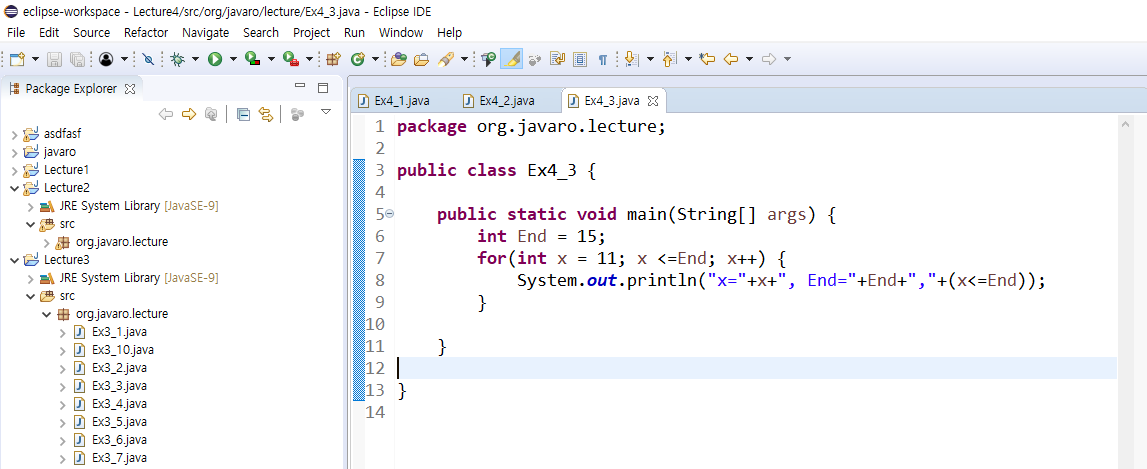 eclipse-workspace - Lecture4/src/org/javaro/lecture/Ex4_3.java - Eclipse IDE
File Edit Source Refactor Navigate Search Project Run Window Help
Package Explorer
asdfasf
javaro
Lecture1
Lecture2
JRE System Library [JavaSE-9]
src
org.javaro.lecture
Lecture3
JRE System Library [JavaSE-9]
src
org.javaro.lecture
Ex3_1.java
Ex3_10.java
Ex3_2.java
Ex3_3.java
Ex3_4.java
Ex3_5.java
Ex3_6.java
Ex3_7.java
Ex4_1.java Ex4_2.java Ex4_3.java
1 package org.javaro.lecture;
2
3 public class Ex4_3 {
4
5 public static void main(String[] args) {
6 int End = 15;
7 for(int x = 11; x <=End; x++) {
8 System.out.println("x="+x+", End="+End+","+(x<=End));
9 }
10
11 }
12
13 }
14